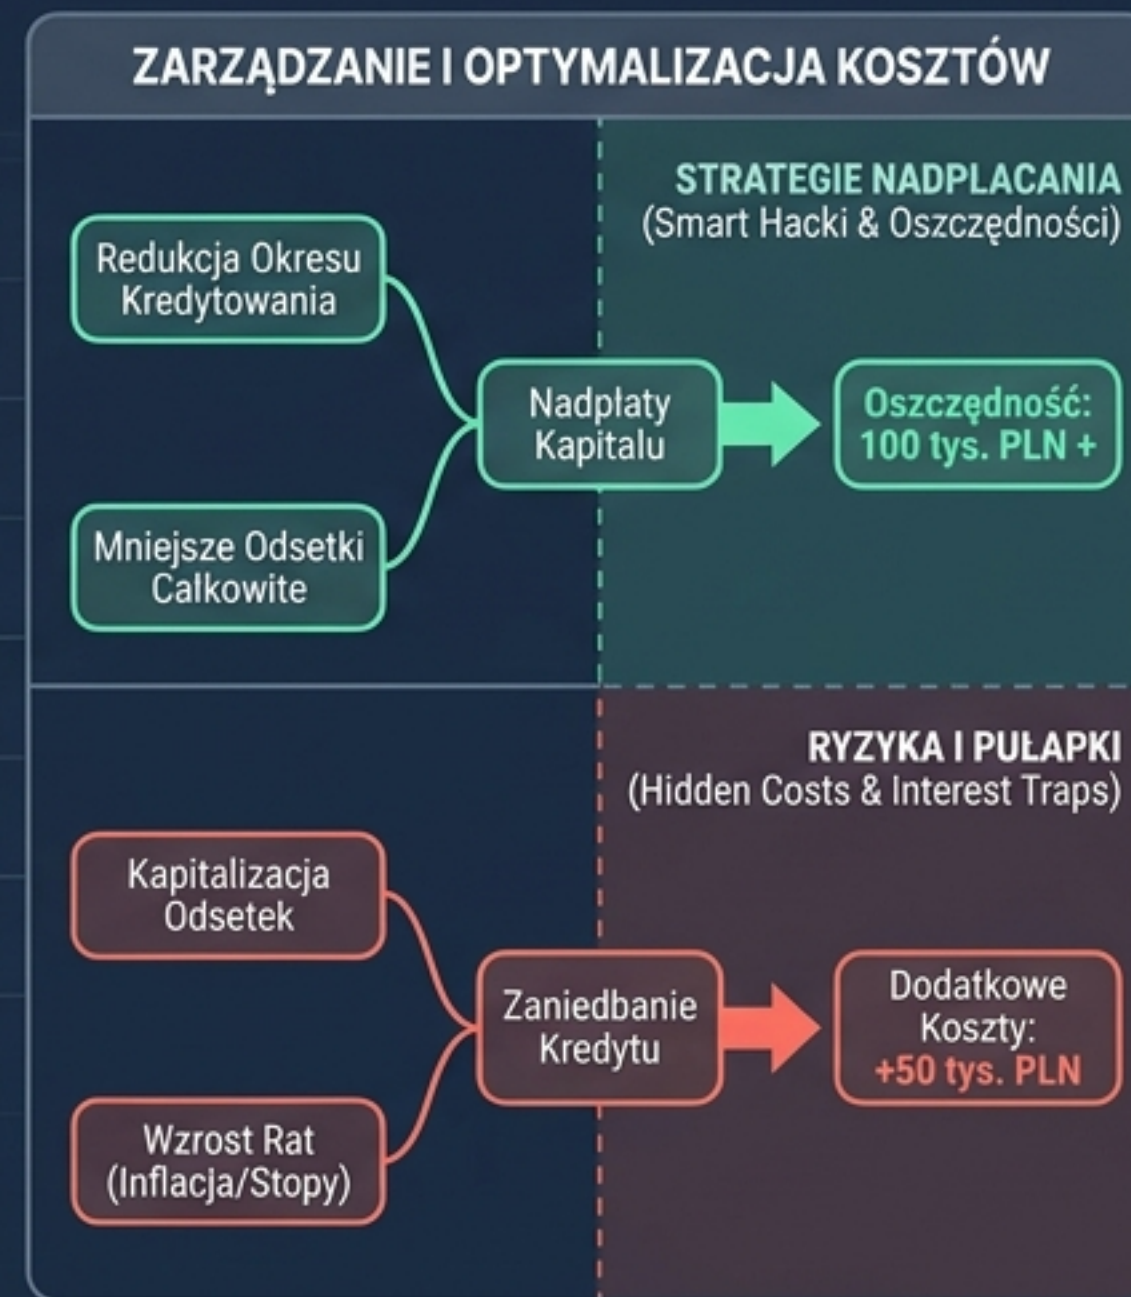 ZARZĄDZANIE I OPTYMALIZACJA KOSZTÓW
STRATEGIE NADPLACANIA
(Smart Hacki & Oszczędności)
Redukcja Okresu
Kredytowania
Mniejsze Odsetki
Całkowite
Nadpłaty
Kapitalu
Oszczędność:
100 tys. PLN +
RYZYKA I PUŁAPKI
(Hidden Costs & Interest Traps)
Kapitalizacja
Odsetek
Wzrost Rat
(Inflacja/Stopy)
Zaniedbanie
Kredytu
Dodatkowe
Koszty:
+50 tys. PLN